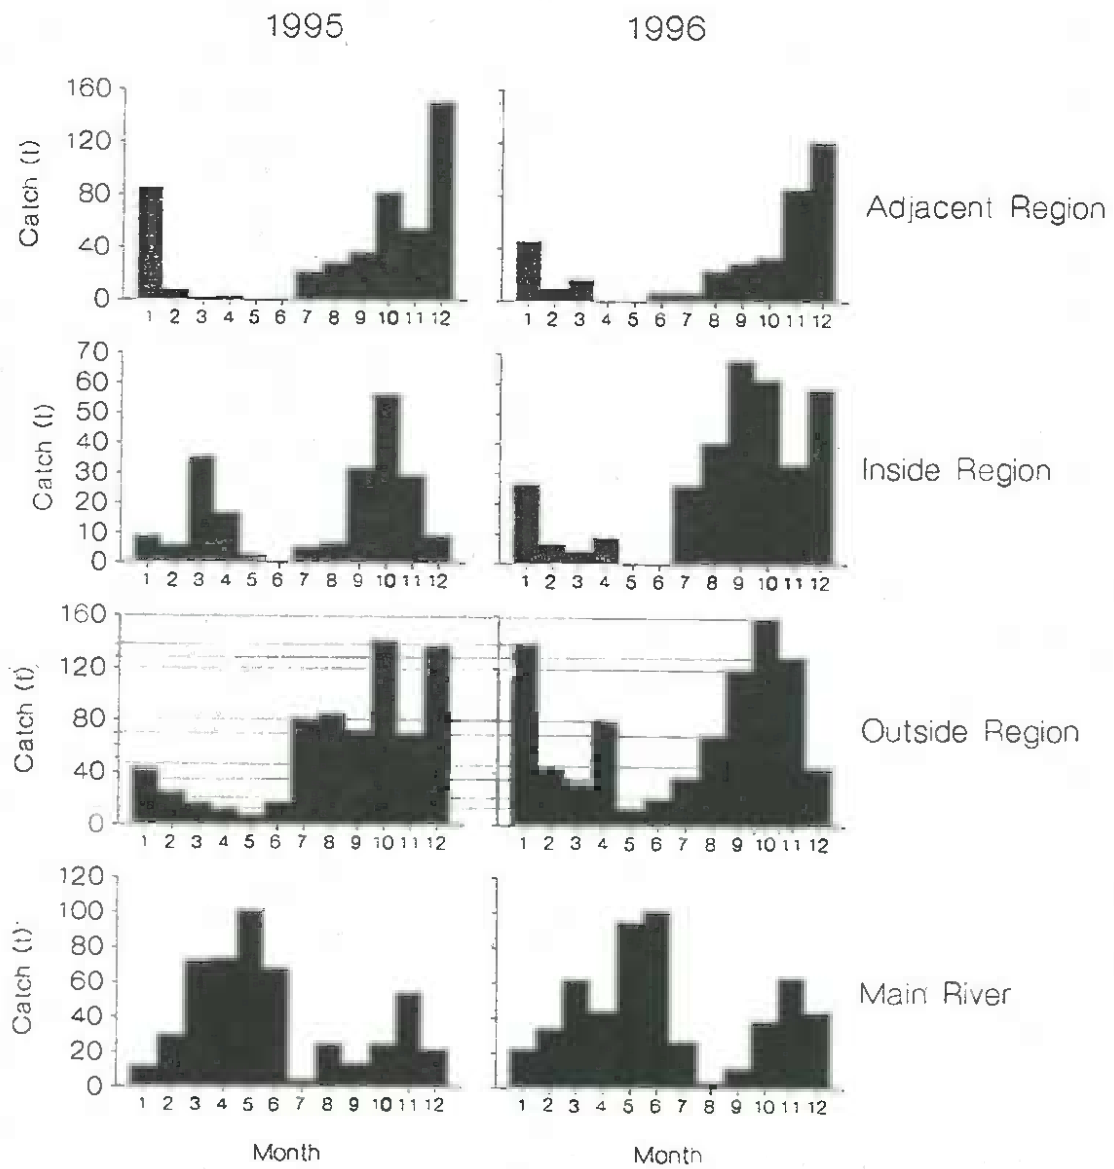 1995 1996
160
120
80
40
0
Catch (t)
1 2 3 4 5 6 7 8 9 10 11 12
1 2 3 4 5 6 7 8 9 10 11 12
Adjacent Region
70
60
50
40
30
20
10
0
Catch (t)
1 2 3 4 5 6 7 8 9 10 11 12
1 2 3 4 5 6 7 8 9 10 11 12
Inside Region
160
120
80
40
0
Catch (t)
1 2 3 4 5 6 7 8 9 10 11 12
1 2 3 4 5 6 7 8 9 10 11 12
Outside Region
120
100
80
60
40
20
0
Catch (t)
1 2 3 4 5 6 7 8 9 10 11 12
1 2 3 4 5 6 7 8 9 10 11 12
Main River
Month Month